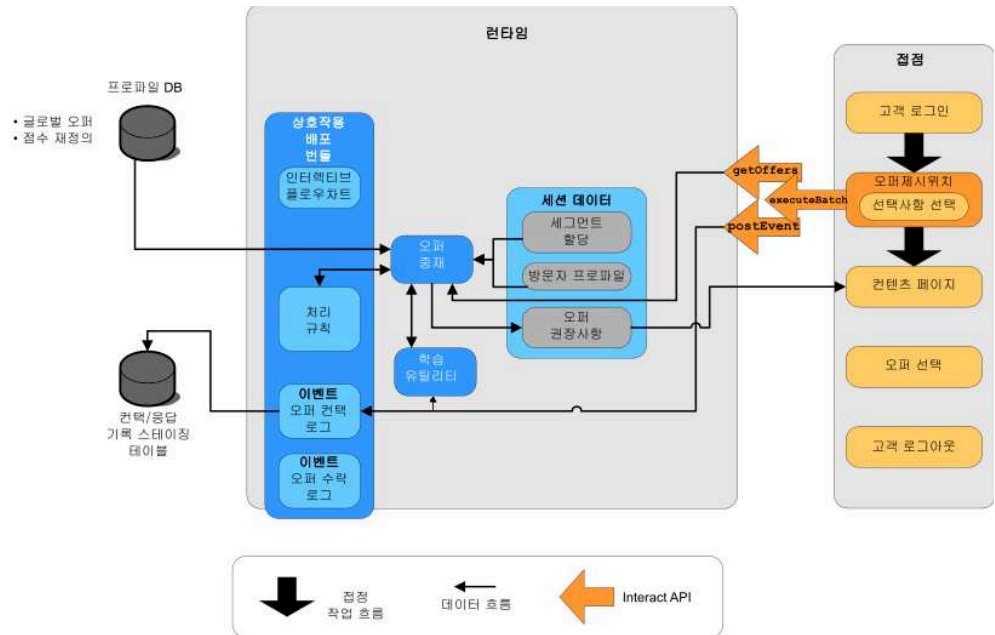 런타임
접점
프로파일 DB
• 글로벌 오퍼
• 점수 재정의
상호작용
배포
번들
인터랙티브
플로우차트
처리
규칙
이벤트
오퍼 컨택
로그
이벤트
오퍼 수락
로그
컨택/응답
기록 스테이징
테이블
오퍼
중재
학습
유틸리티
세션 데이터
세그먼트
할당
방문자 프로파일
오퍼
권장사항
getOffers
executeBatch
postEvent
고객 로그인
오퍼제시위치
선택사항 선택
컨텐츠 페이지
오퍼 선택
고객 로그아웃
접점
작업 흐름
데이터 흐름
Interact API